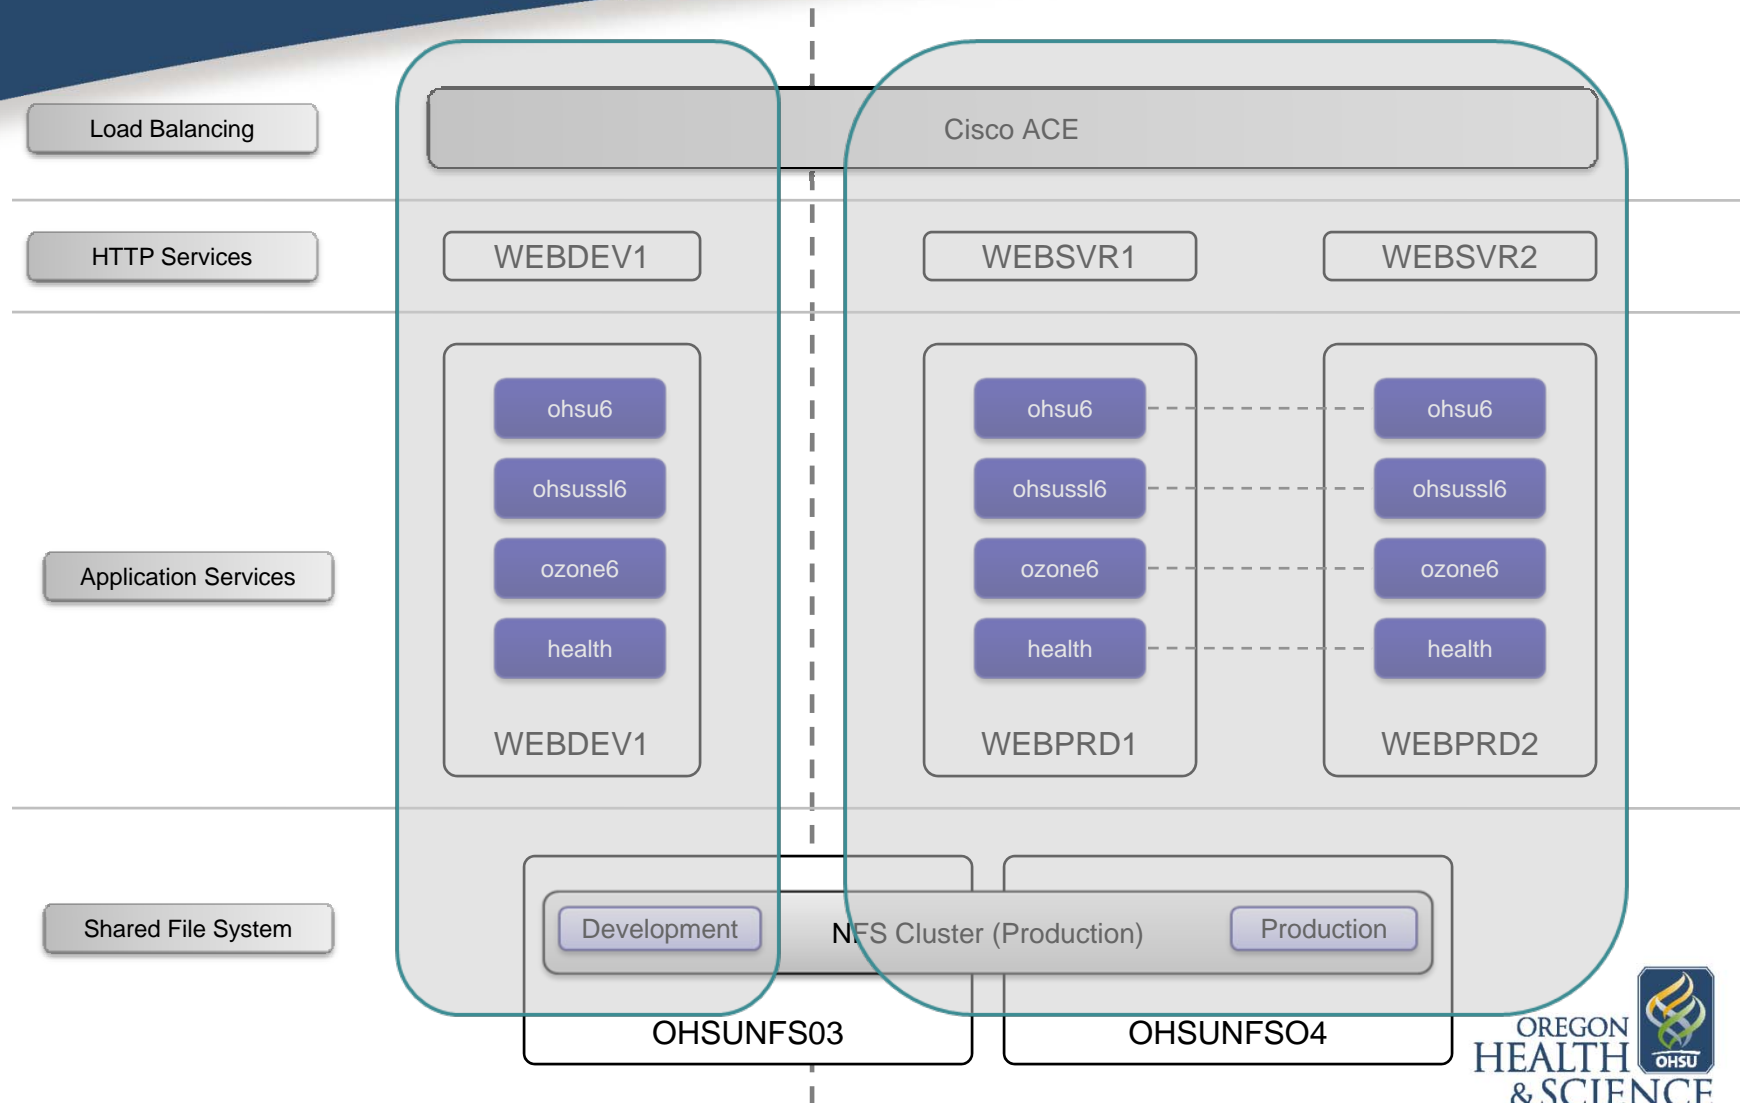 Load Balancing
Cisco ACE
HTTP Services
WEBDEV1
WEBSVR1
WEBSVR2
Application Services
ohsu6
ohsussl6
ozone6
health
WEBDEV1
ohsu6
ohsussl6
ozone6
health
WEBPRD1
ohsu6
ohsussl6
ozone6
health
WEBPRD2
Shared File System
Development
NFS Cluster (Production)
Production
OHSUNFS03
OHSUNFSO4
OREGON
HEALTH
OHSU
& SCIENCE